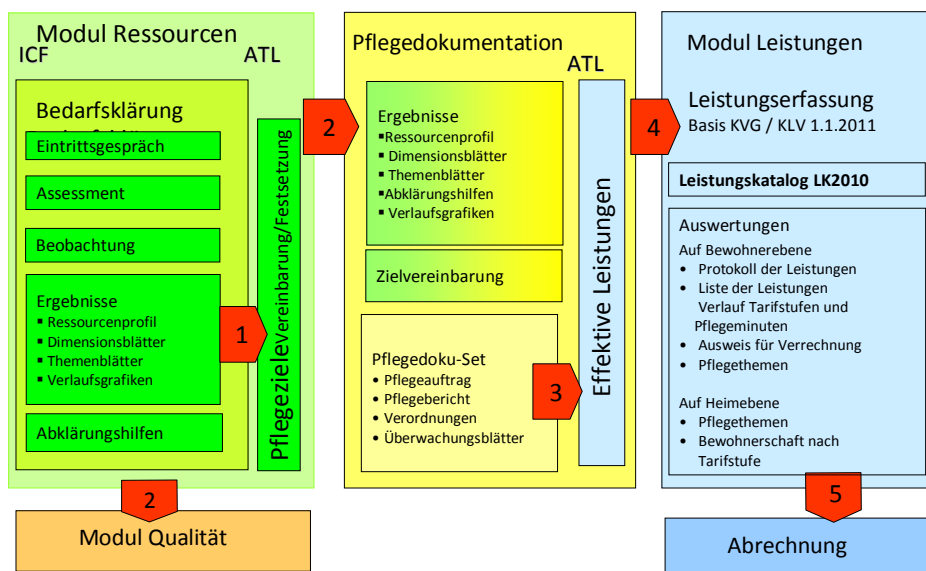 Modul Ressourcen
ICF
ATL
Bedarfsklärung
Eintrittsgespräch
Assessment
Beobachtung
Ergebnisse
▪ Ressourcenprofil
▪ Dimensionsblätter
▪ Themenblätter
▪ Verlaufsgrafiken
Abklärungshilfen
1
PflegezieleVereinbarung/Festsetzung
2
Modul Qualität
2
Pflegedokumentation
ATL
Ergebnisse
▪ Ressourcenprofil
▪ Dimensionsblätter
▪ Themenblätter
▪Abklärungshilfen
▪ Verlaufsgrafiken
Zielvereinbarung
Pflegedoku-Set
• Pflegeauftrag
• Pflegebericht
• Verordnungen
• Überwachungsblätter
3
Effektive Leistungen
4
Modul Leistungen
Leistungserfassung
Basis KVG / KLV 1.1.2011
Leistungskatalog LK2010
Auswertungen
Auf Bewohnerebene
• Protokoll der Leistungen
• Liste der Leistungen
Verlauf Tarifstufen und
Pflegeminuten
• Ausweis für Verrechnung
• Pflegethemen
Auf Heimebene
• Pflegethemen
• Bewohnerschaft nach
Tarifstufe
5
Abrechnung